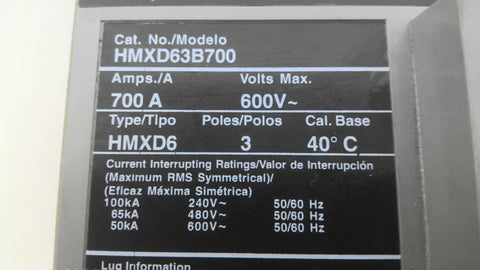 Cat. No./Modelo
HMXD63B700
Amps./A Volts Max.
700 A 600V~
Type/Tipo Poles/Polos Cal. Base
HMXD6 3 40° C
Current Interrupting Ratings/Valor de Interrupción
(Maximum RMS Symmetrical)/
(Eficaz Máxima Simétrica)
100kA 240V~ 50/60 Hz
65kA 480V~ 50/60 Hz
50kA 600V~ 50/60 Hz
Lug Information